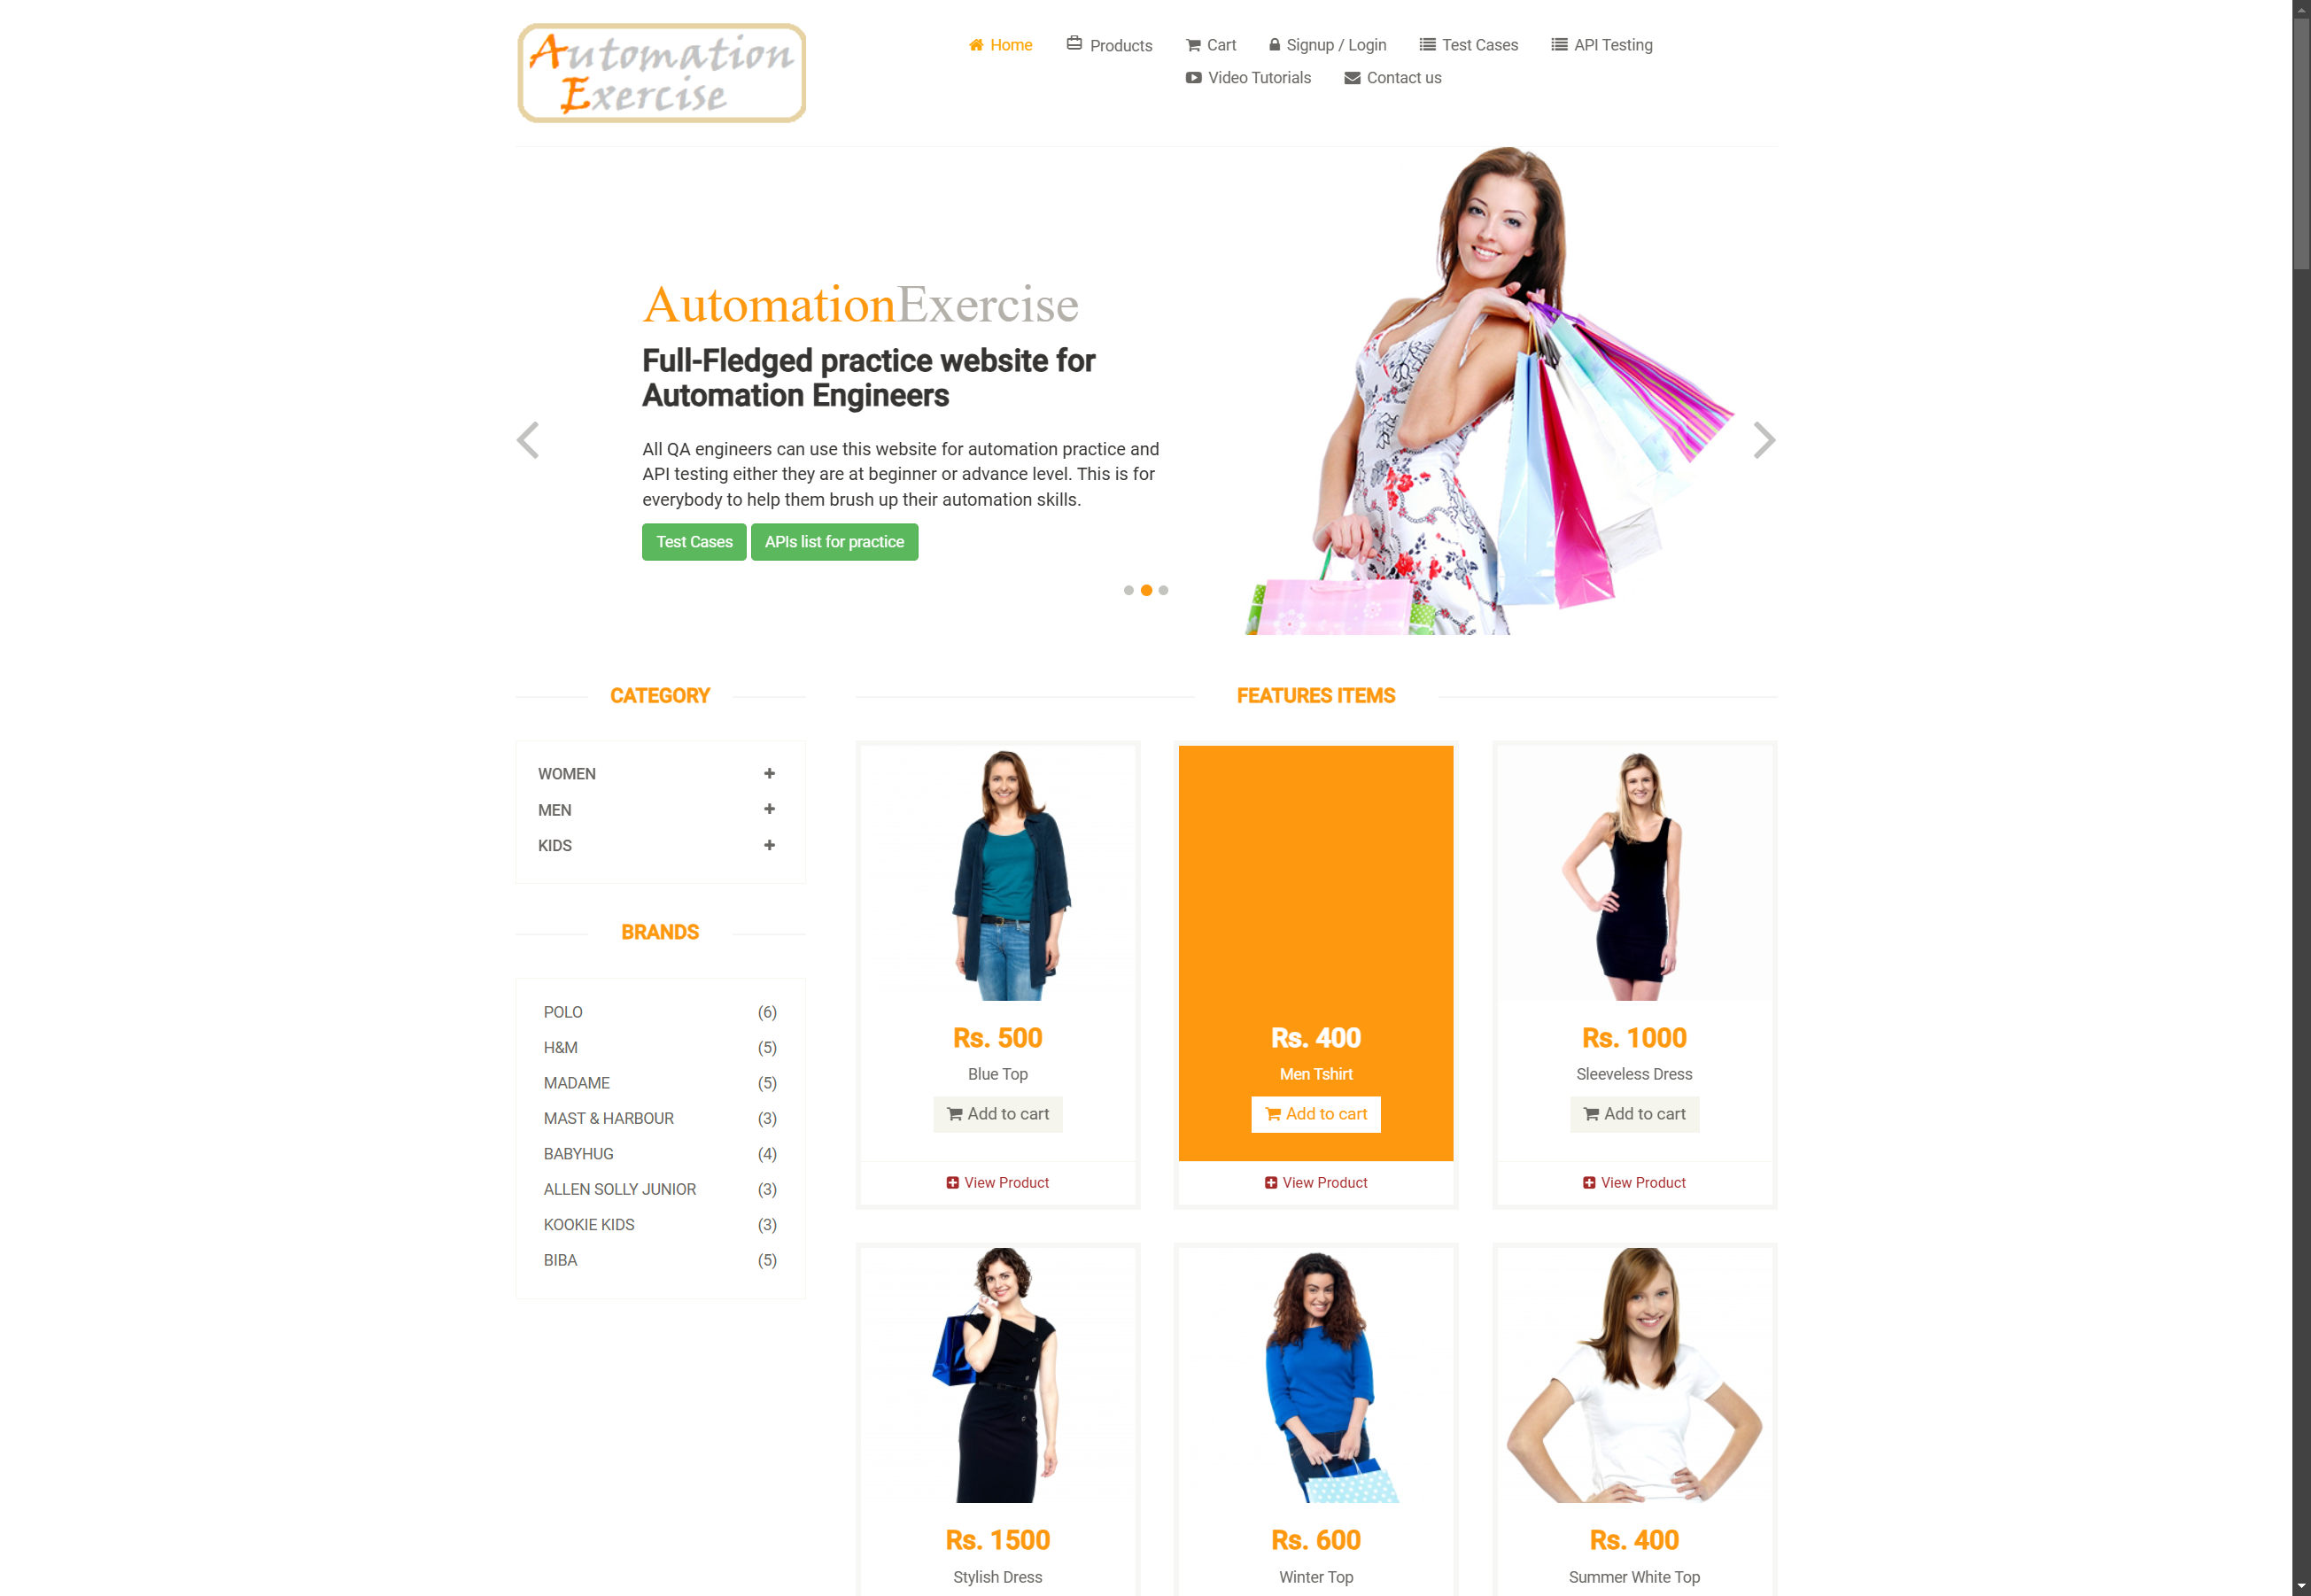 Automation
Exercise
Home Products Cart Signup / Login Test Cases API Testing
Video Tutorials Contact us
AutomationExercise
Full-Fledged practice website for
Automation Engineers
All QA engineers can use this website for automation practice and
API testing either they are at beginner or advance level. This is for
everybody to help them brush up their automation skills.
Test Cases APIs list for practice
CATEGORY
WOMEN
MEN
KIDS
BRANDS
POLO (6)
H&M (5)
MADAME (5)
MAST & HARBOUR (3)
BABYHUG (4)
ALLEN SOLLY JUNIOR (3)
KOOKIE KIDS (3)
BIBA (5)
FEATURES ITEMS
Rs. 500
Blue Top
Add to cart
View Product
Rs. 400
Men Tshirt
Add to cart
View Product
Rs. 1000
Sleeveless Dress
Add to cart
View Product
Rs. 1500
Stylish Dress
Rs. 600
Winter Top
Rs. 400
Summer White Top